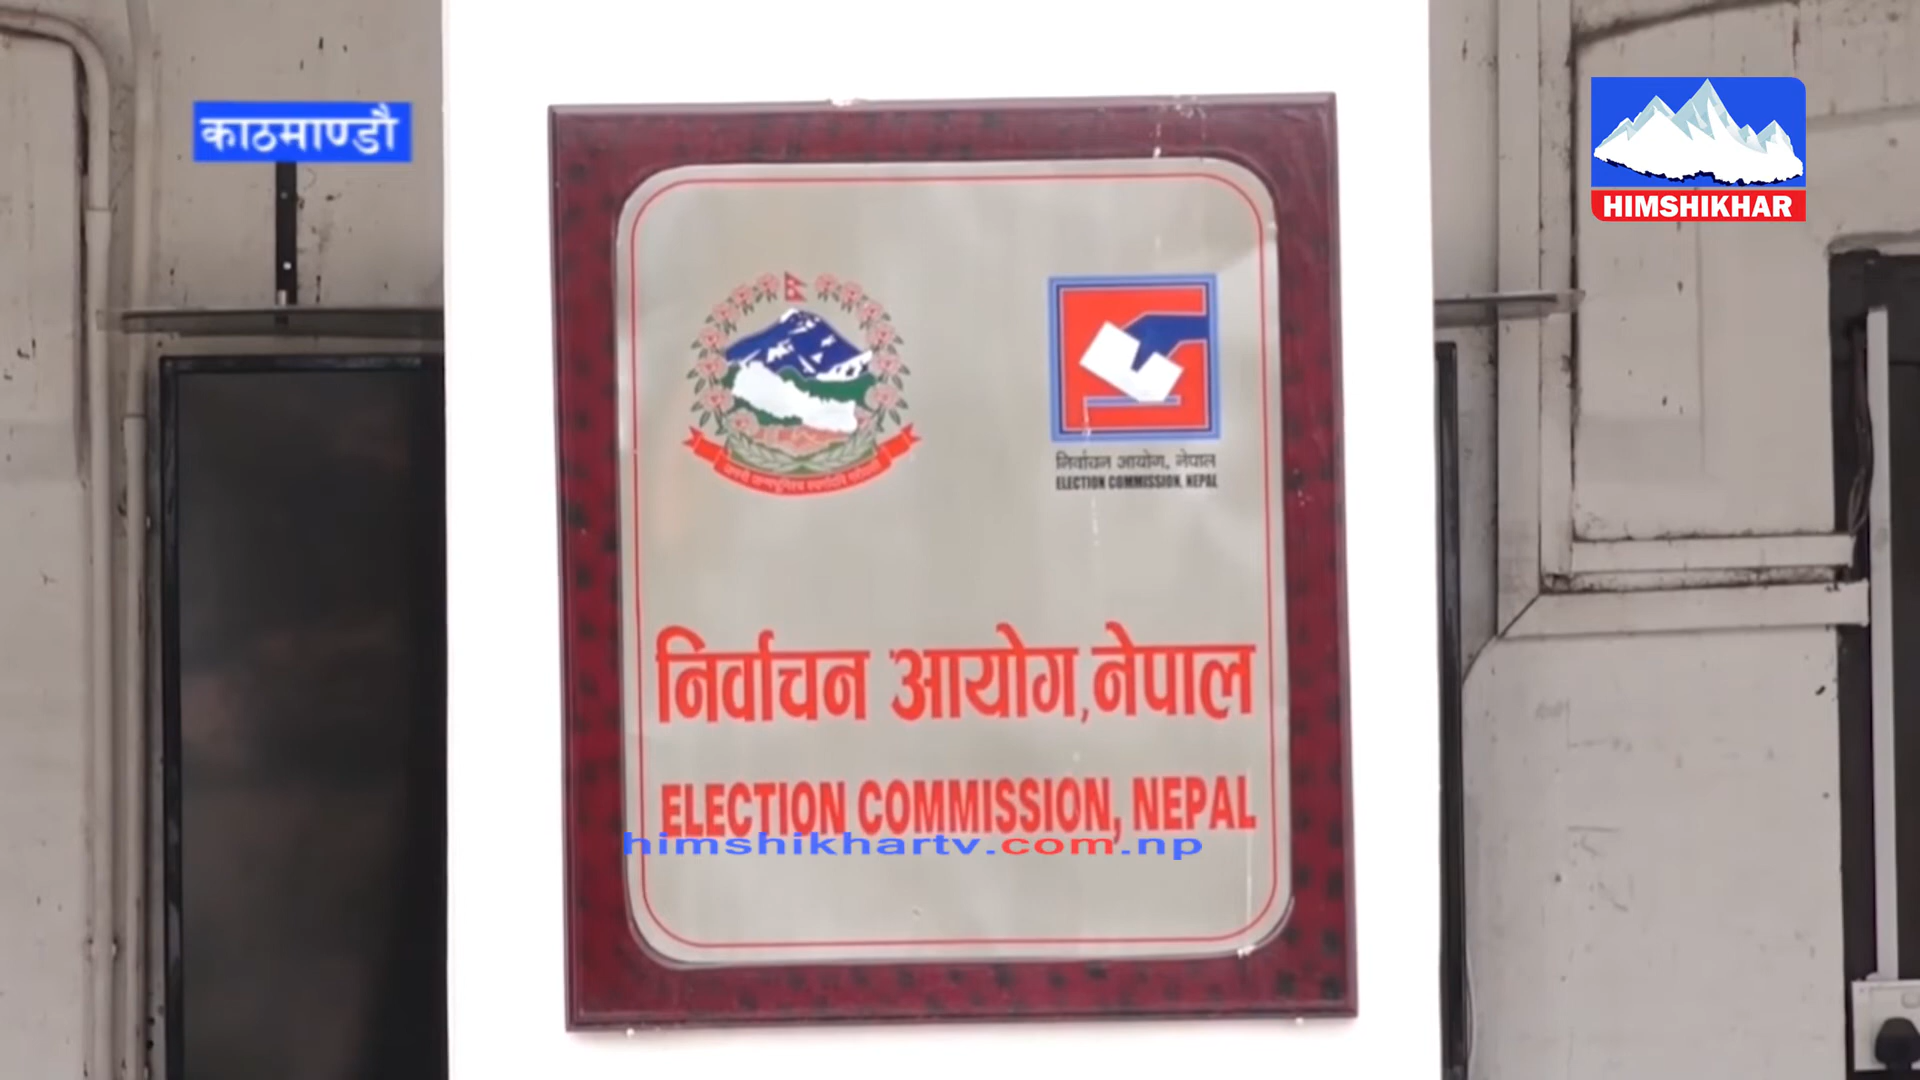 काठमाण्डौ
HIMSHIKHAR
निर्वाचन आयोग, नेपाल
ELECTION COMMISSION, NEPAL
निर्वाचन आयोग,नेपाल
ELECTION COMMISSION, NEPAL
himshikhartv.com.np